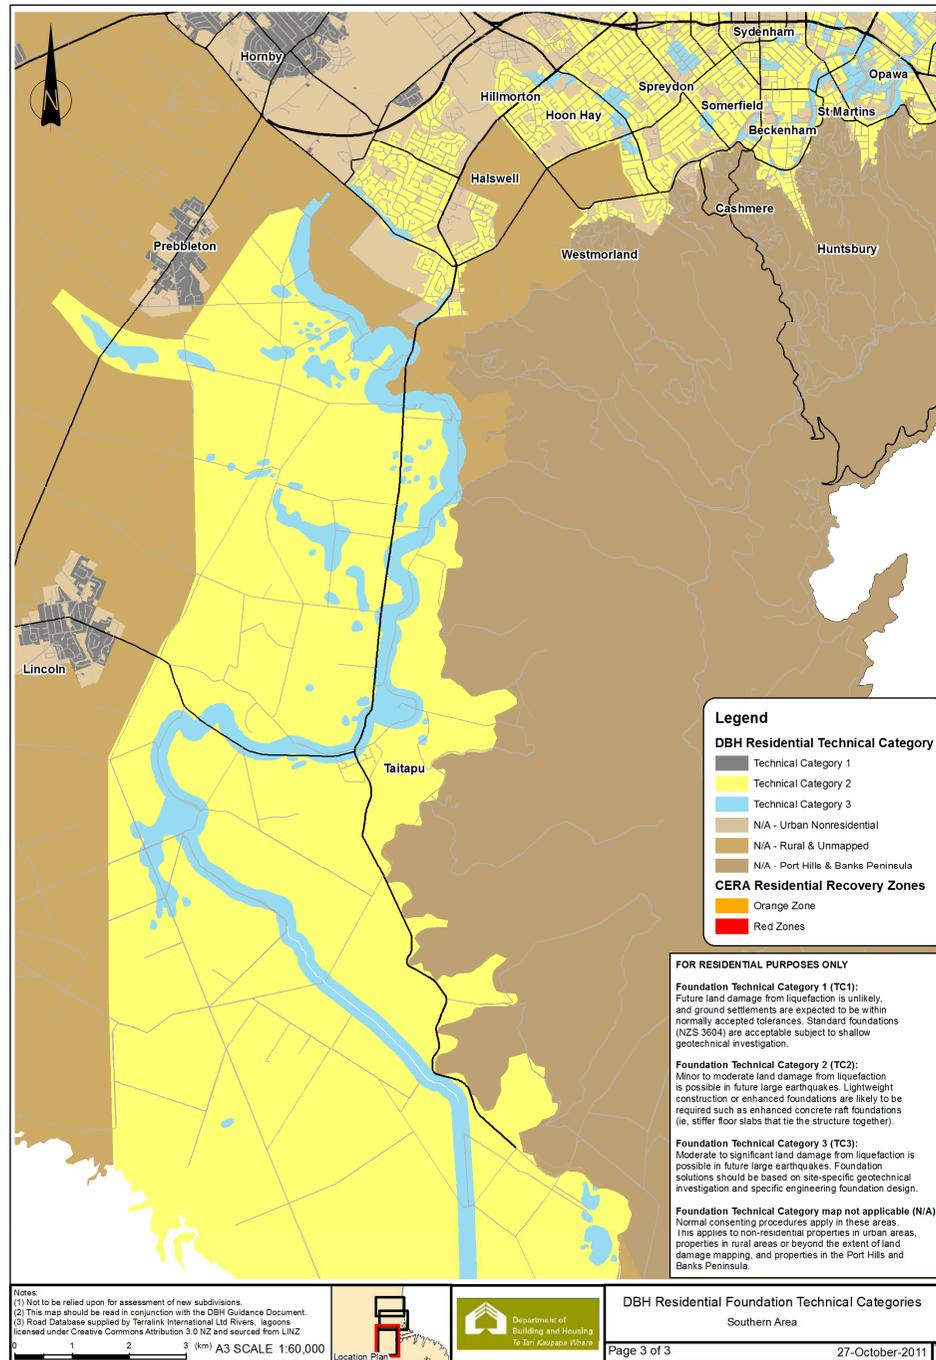 Hornby
Sydenham
Opawa
Spreydon
Hillmorton
Somerfield
St Martins
Hoon Hay
Beckenham
Halswell
Cashmere
Prebbleton
Westmorland
Huntsbury
Lincoln
Taitapu
N
Legend
DBH Residential Technical Category
Technical Category 1
Technical Category 2
Technical Category 3
N/A - Urban Nonresidential
N/A - Rural & Unmapped
N/A - Port Hills & Banks Peninsula
CERA Residential Recovery Zones
Orange Zone
Red Zones
FOR RESIDENTIAL PURPOSES ONLY
Foundation Technical Category 1 (TC1):
Future land damage from liquefaction is unlikely,
and ground settlements are expected to be within
normally accepted tolerances. Standard foundations
(NZS 3604) are acceptable subject to shallow
geotechnical investigation.
Foundation Technical Category 2 (TC2):
Minor to moderate land damage from liquefaction
is possible in future large earthquakes. Lightweight
construction or enhanced foundations are likely to be
required such as enhanced concrete raft foundations
(ie, stiffer floor slabs that tie the structure together).
Foundation Technical Category 3 (TC3):
Moderate to significant land damage from liquefaction is
possible in future large earthquakes. Foundation
solutions should be based on site-specific geotechnical
investigation and specific engineering foundation design.
Foundation Technical Category map not applicable (N/A)
Normal consenting procedures apply in these areas.
This applies to non-residential properties in urban areas,
properties in rural areas or beyond the extent of land
damage mapping, and properties in the Port Hills and
Banks Peninsula.
Notes:
(1) Not to be relied upon for assessment of new subdivisions.
(2) This map should be read in conjunction with the DBH Guidance Document.
(3) Road Database supplied by Terralink International Ltd Rivers, lagoons
licensed under Creative Commons Attribution 3.0 NZ and sourced from LINZ
0 1 2 3 (km) A3 SCALE 1:60,000
Location Plan
Department of
Building and Housing
Te Tari Kaupapa Whare
DBH Residential Foundation Technical Categories
Southern Area
Page 3 of 3
27-October-2011